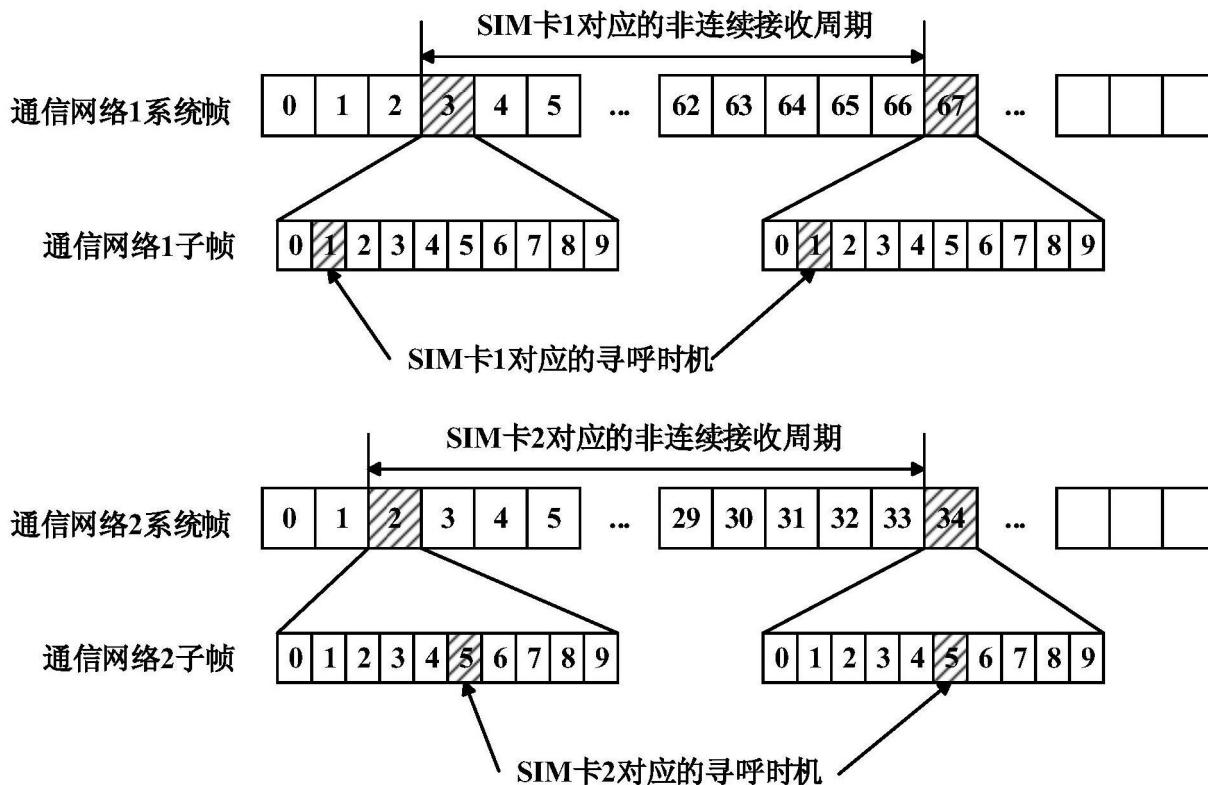 SIM卡1对应的非连续接收周期
通信网络1系统帧 0 1 2 3 4 5 ... 62 63 64 65 66 67 ...
通信网络1子帧 0 1 2 3 4 5 6 7 8 9 0 1 2 3 4 5 6 7 8 9
SIM卡1对应的寻呼时机
SIM卡2对应的非连续接收周期
通信网络2系统帧 0 1 2 3 4 5 ... 29 30 31 32 33 34 ...
通信网络2子帧 0 1 2 3 4 5 6 7 8 9 0 1 2 3 4 5 6 7 8 9
SIM卡2对应的寻呼时机